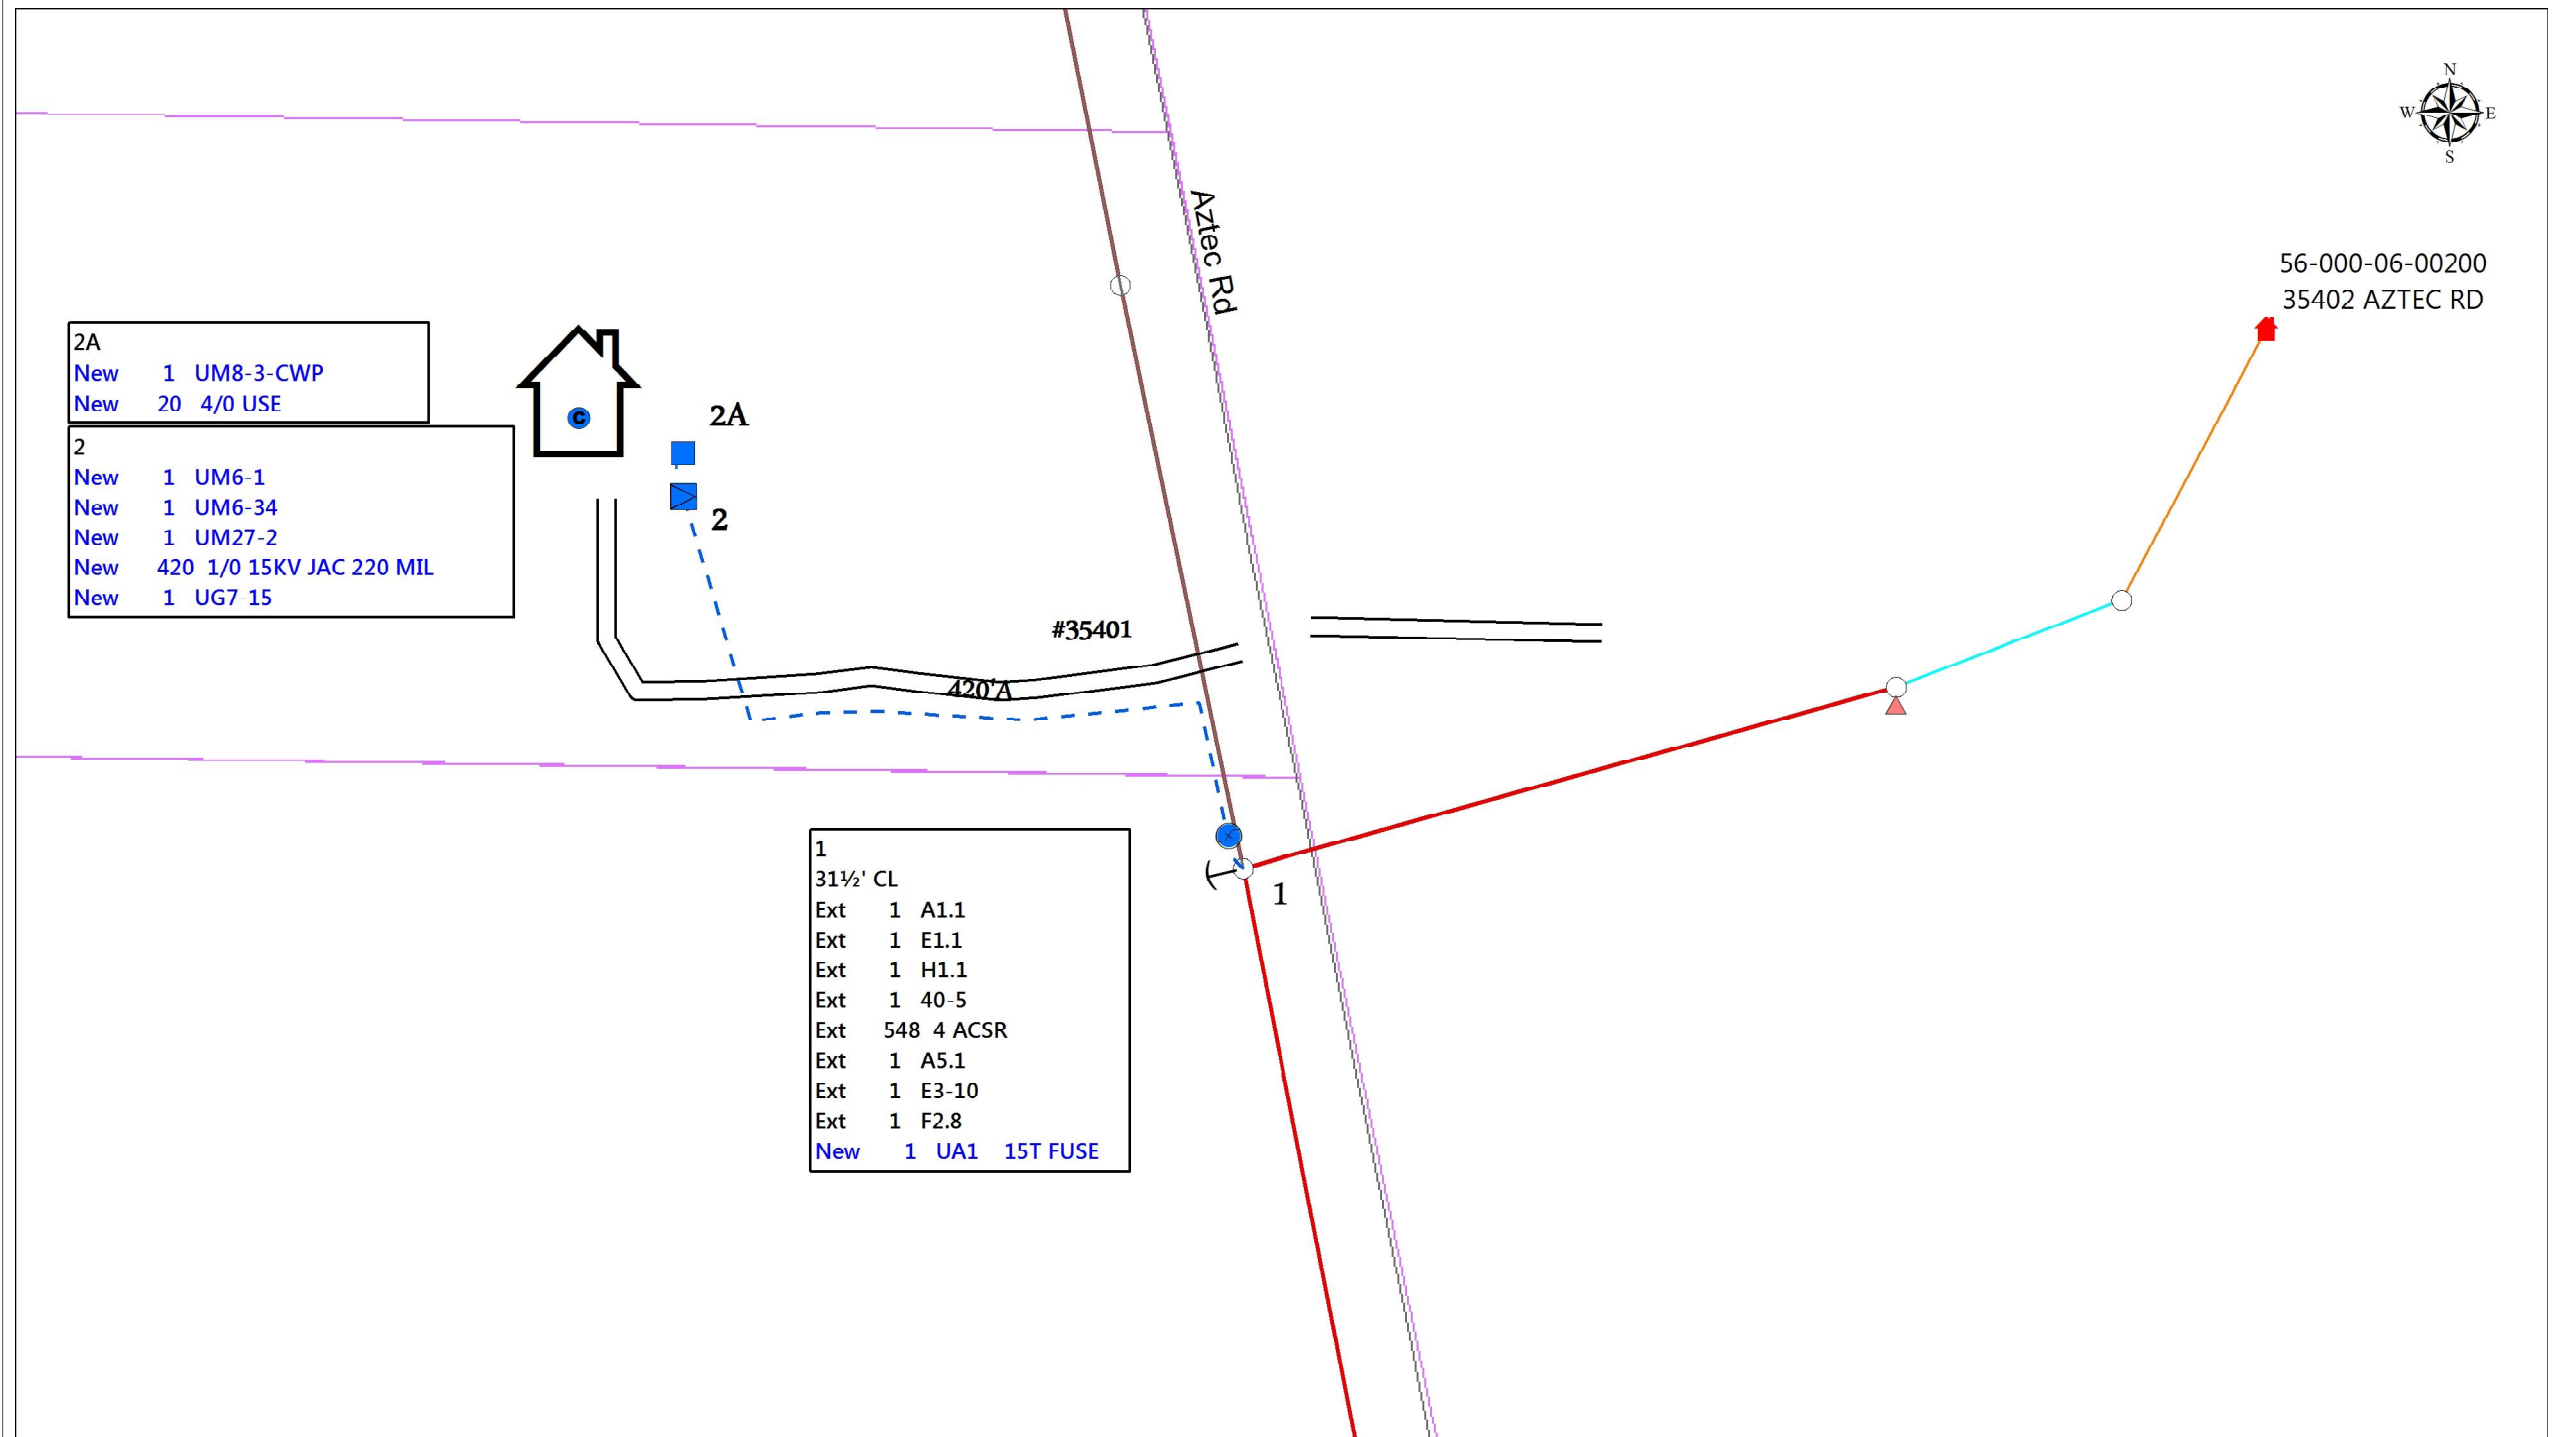 N
W E
S
Aztec Rd
56-000-06-00200
35402 AZTEC RD
2A
New 1 UM8-3-CWP
New 20 4/0 USE
2
New 1 UM6-1
New 1 UM6-34
New 1 UM27-2
New 420 1/0 15KV JAC 220 MIL
New 1 UG7-15
C
2A
2
#35401
420'A
1
31½' CL
Ext 1 A1.1
Ext 1 E1.1
Ext 1 H1.1
Ext 1 40-5
Ext 548 4 ACSR
Ext 1 A5.1
Ext 1 E3-10
Ext 1 F2.8
New 1 UA1 15T FUSE
1